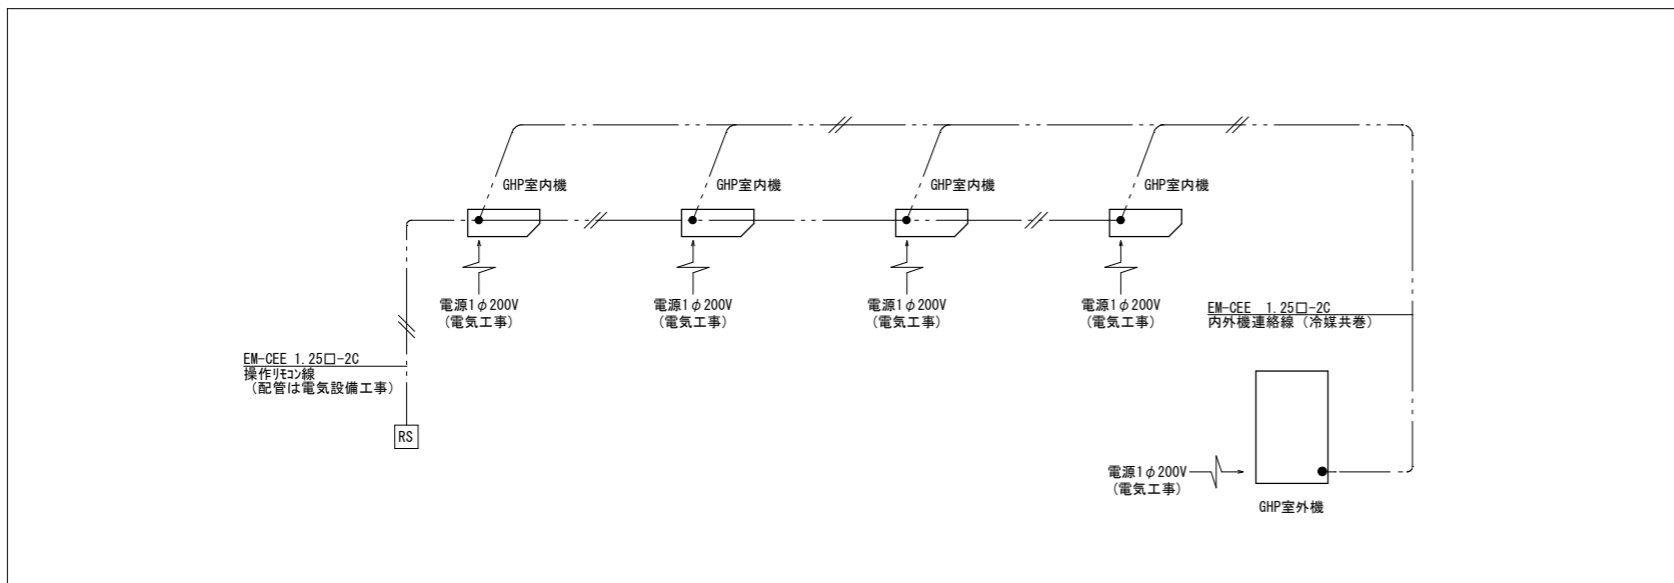 GHP室内機
GHP室内機
GHP室内機
GHP室内機
電源1φ200V
(電気工事)
電源1φ200V
(電気工事)
電源1φ200V
(電気工事)
電源1φ200V
(電気工事)
EM-CEE 1.25□-2C
内外機連絡線 (冷媒共巻)
EM-CEE 1.25□-2C
操作ﾘﾓｺﾝ線
(配管は電気設備工事)
RS
電源1φ200V
(電気工事)
GHP室外機